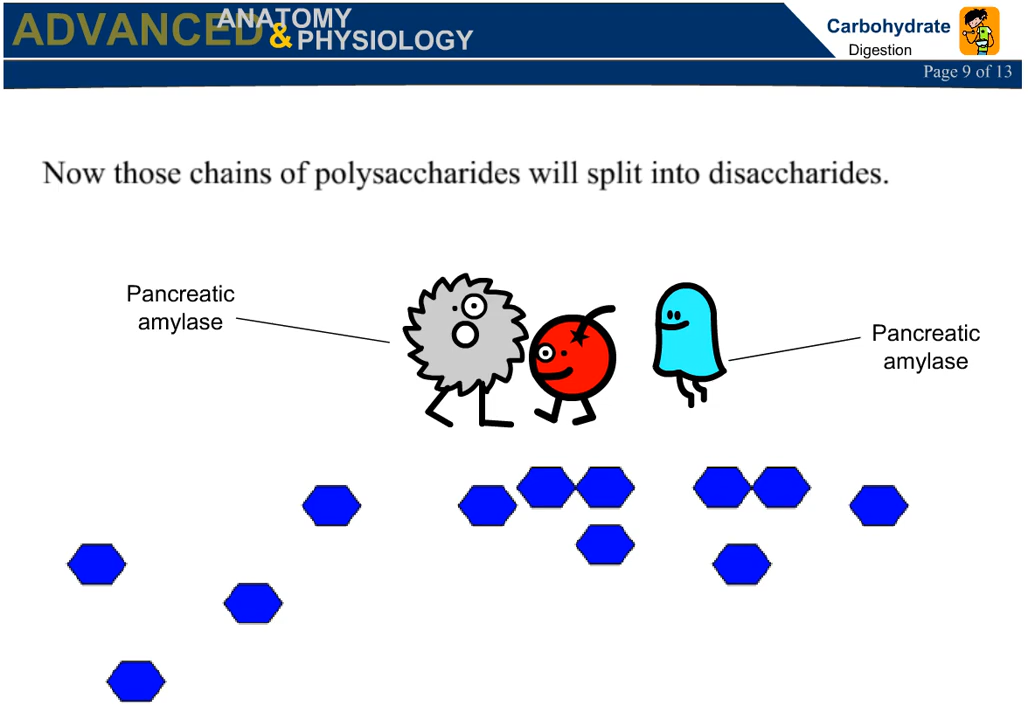 ADVANCED ANATOMY
& PHYSIOLOGY
Carbohydrate
Digestion
Page 9 of 13
Now those chains of polysaccharides will split into disaccharides.
Pancreatic
amylase
Pancreatic
amylase